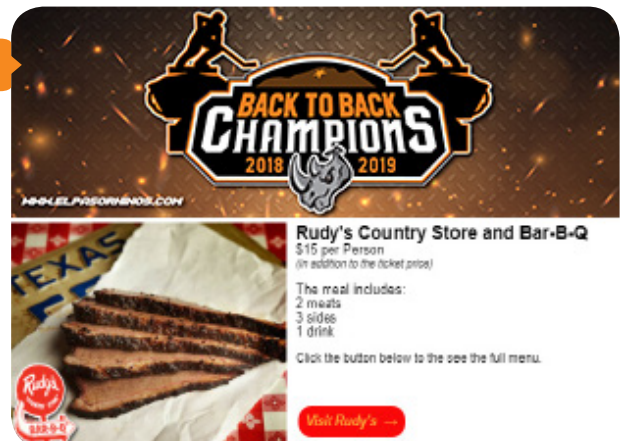 BACK TO BACK
CHAMPIONS
2018 2019
WWW.ELPASORHINOS.COM
Rudy's Country Store and Bar-B-Q
$15 per Person
(in addition to the ticket price)
The meal includes:
2 meats
3 sides
1 drink
Click the button below to the see the full menu.
Visit Rudy's →
TEXAS
Rudy's
BAR-B-Q